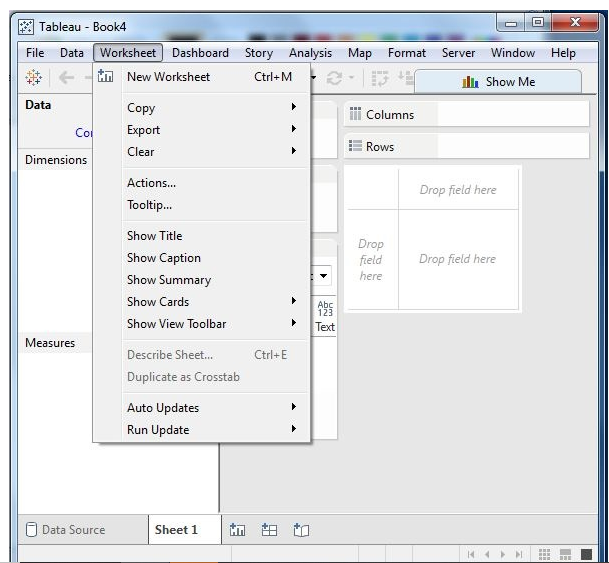 Tableau - Book4
File Data Worksheet Dashboard Story Analysis Map Format Server Window Help
New Worksheet Ctrl+M
Show Me
Data
Copy
Export
Clear
Actions...
Tooltip...
Show Title
Show Caption
Show Summary
Show Cards
Show View Toolbar
Describe Sheet... Ctrl+E
Duplicate as Crosstab
Auto Updates
Run Update
Dimensions
Measures
Columns
Rows
Drop field here
Drop
field
here
Drop field here
Abc
123
Text
Data Source Sheet 1